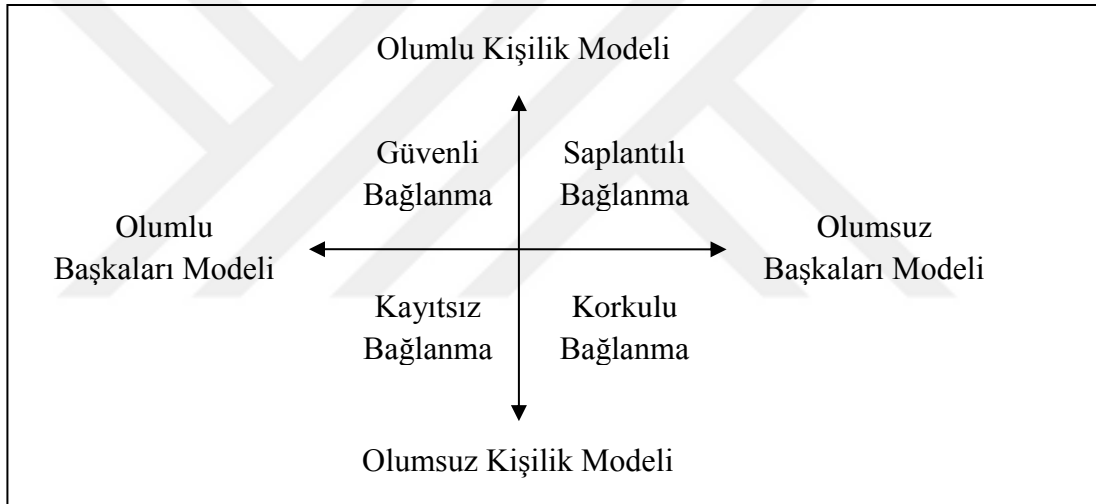 Olumlu Kişilik Modeli
Güvenli
Bağlanma
Saplantılı
Bağlanma
Olumlu
Başkaları Modeli
Olumsuz
Başkaları Modeli
Kayıtsız
Bağlanma
Korkulu
Bağlanma
Olumsuz Kişilik Modeli